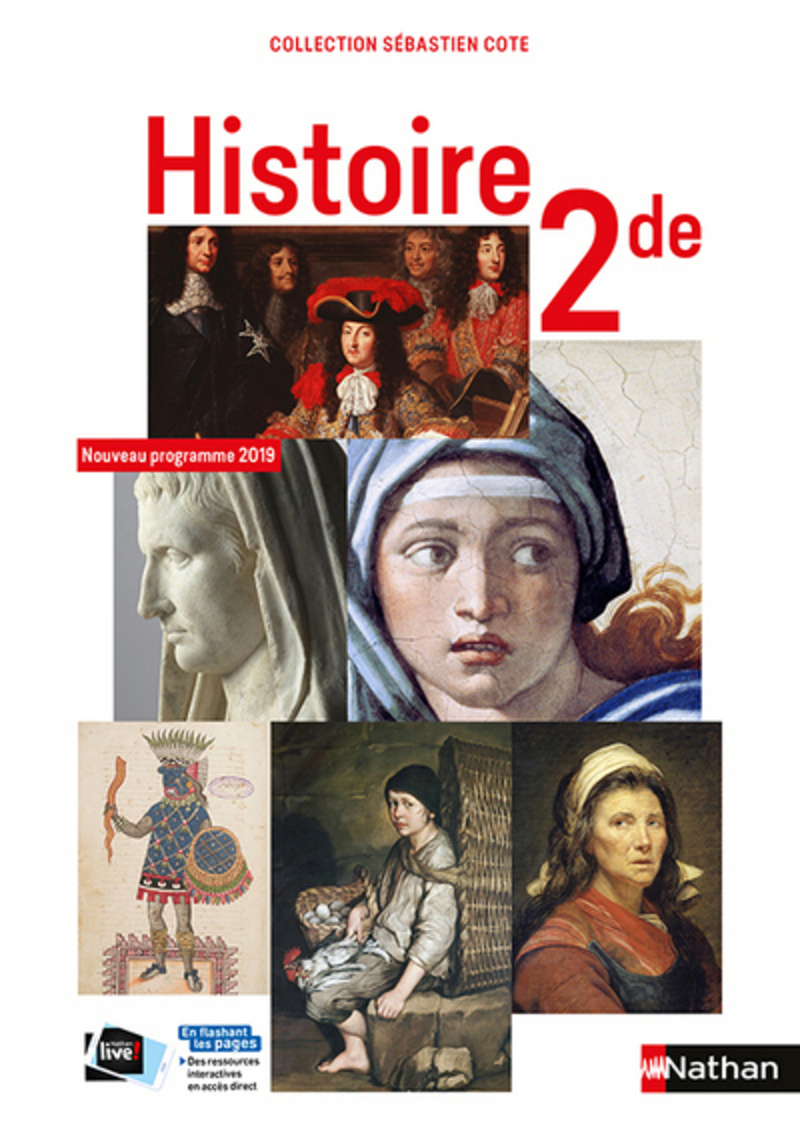 COLLECTION SÉBASTIEN COTE
Histoire
2de
Nouveau programme 2019
Nathan
live!
En flashant
les pages
Des ressources
interactives
en accès direct
Nathan